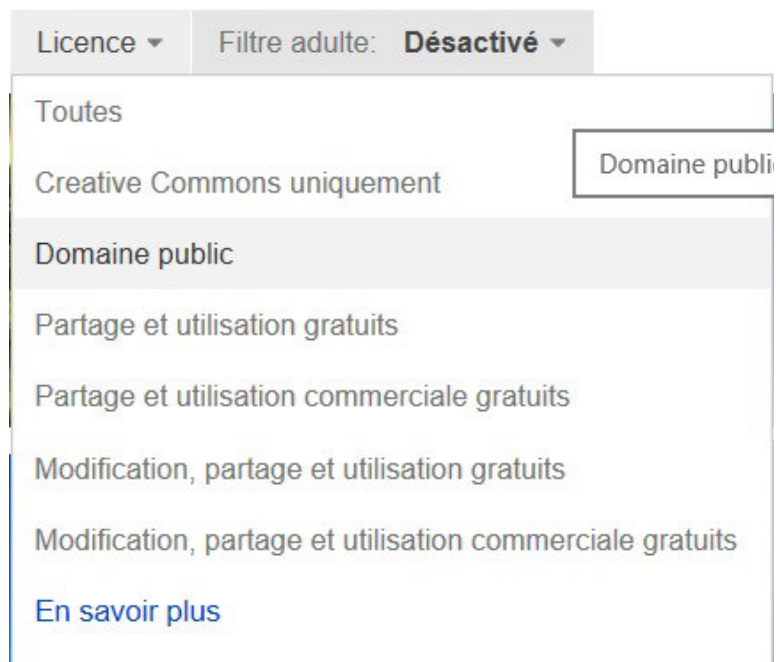 Licence Filtre adulte: Désactivé
Toutes
Domaine public
Creative Commons uniquement
Domaine public
Partage et utilisation gratuits
Partage et utilisation commerciale gratuits
Modification, partage et utilisation gratuits
Modification, partage et utilisation commerciale gratuits
En savoir plus